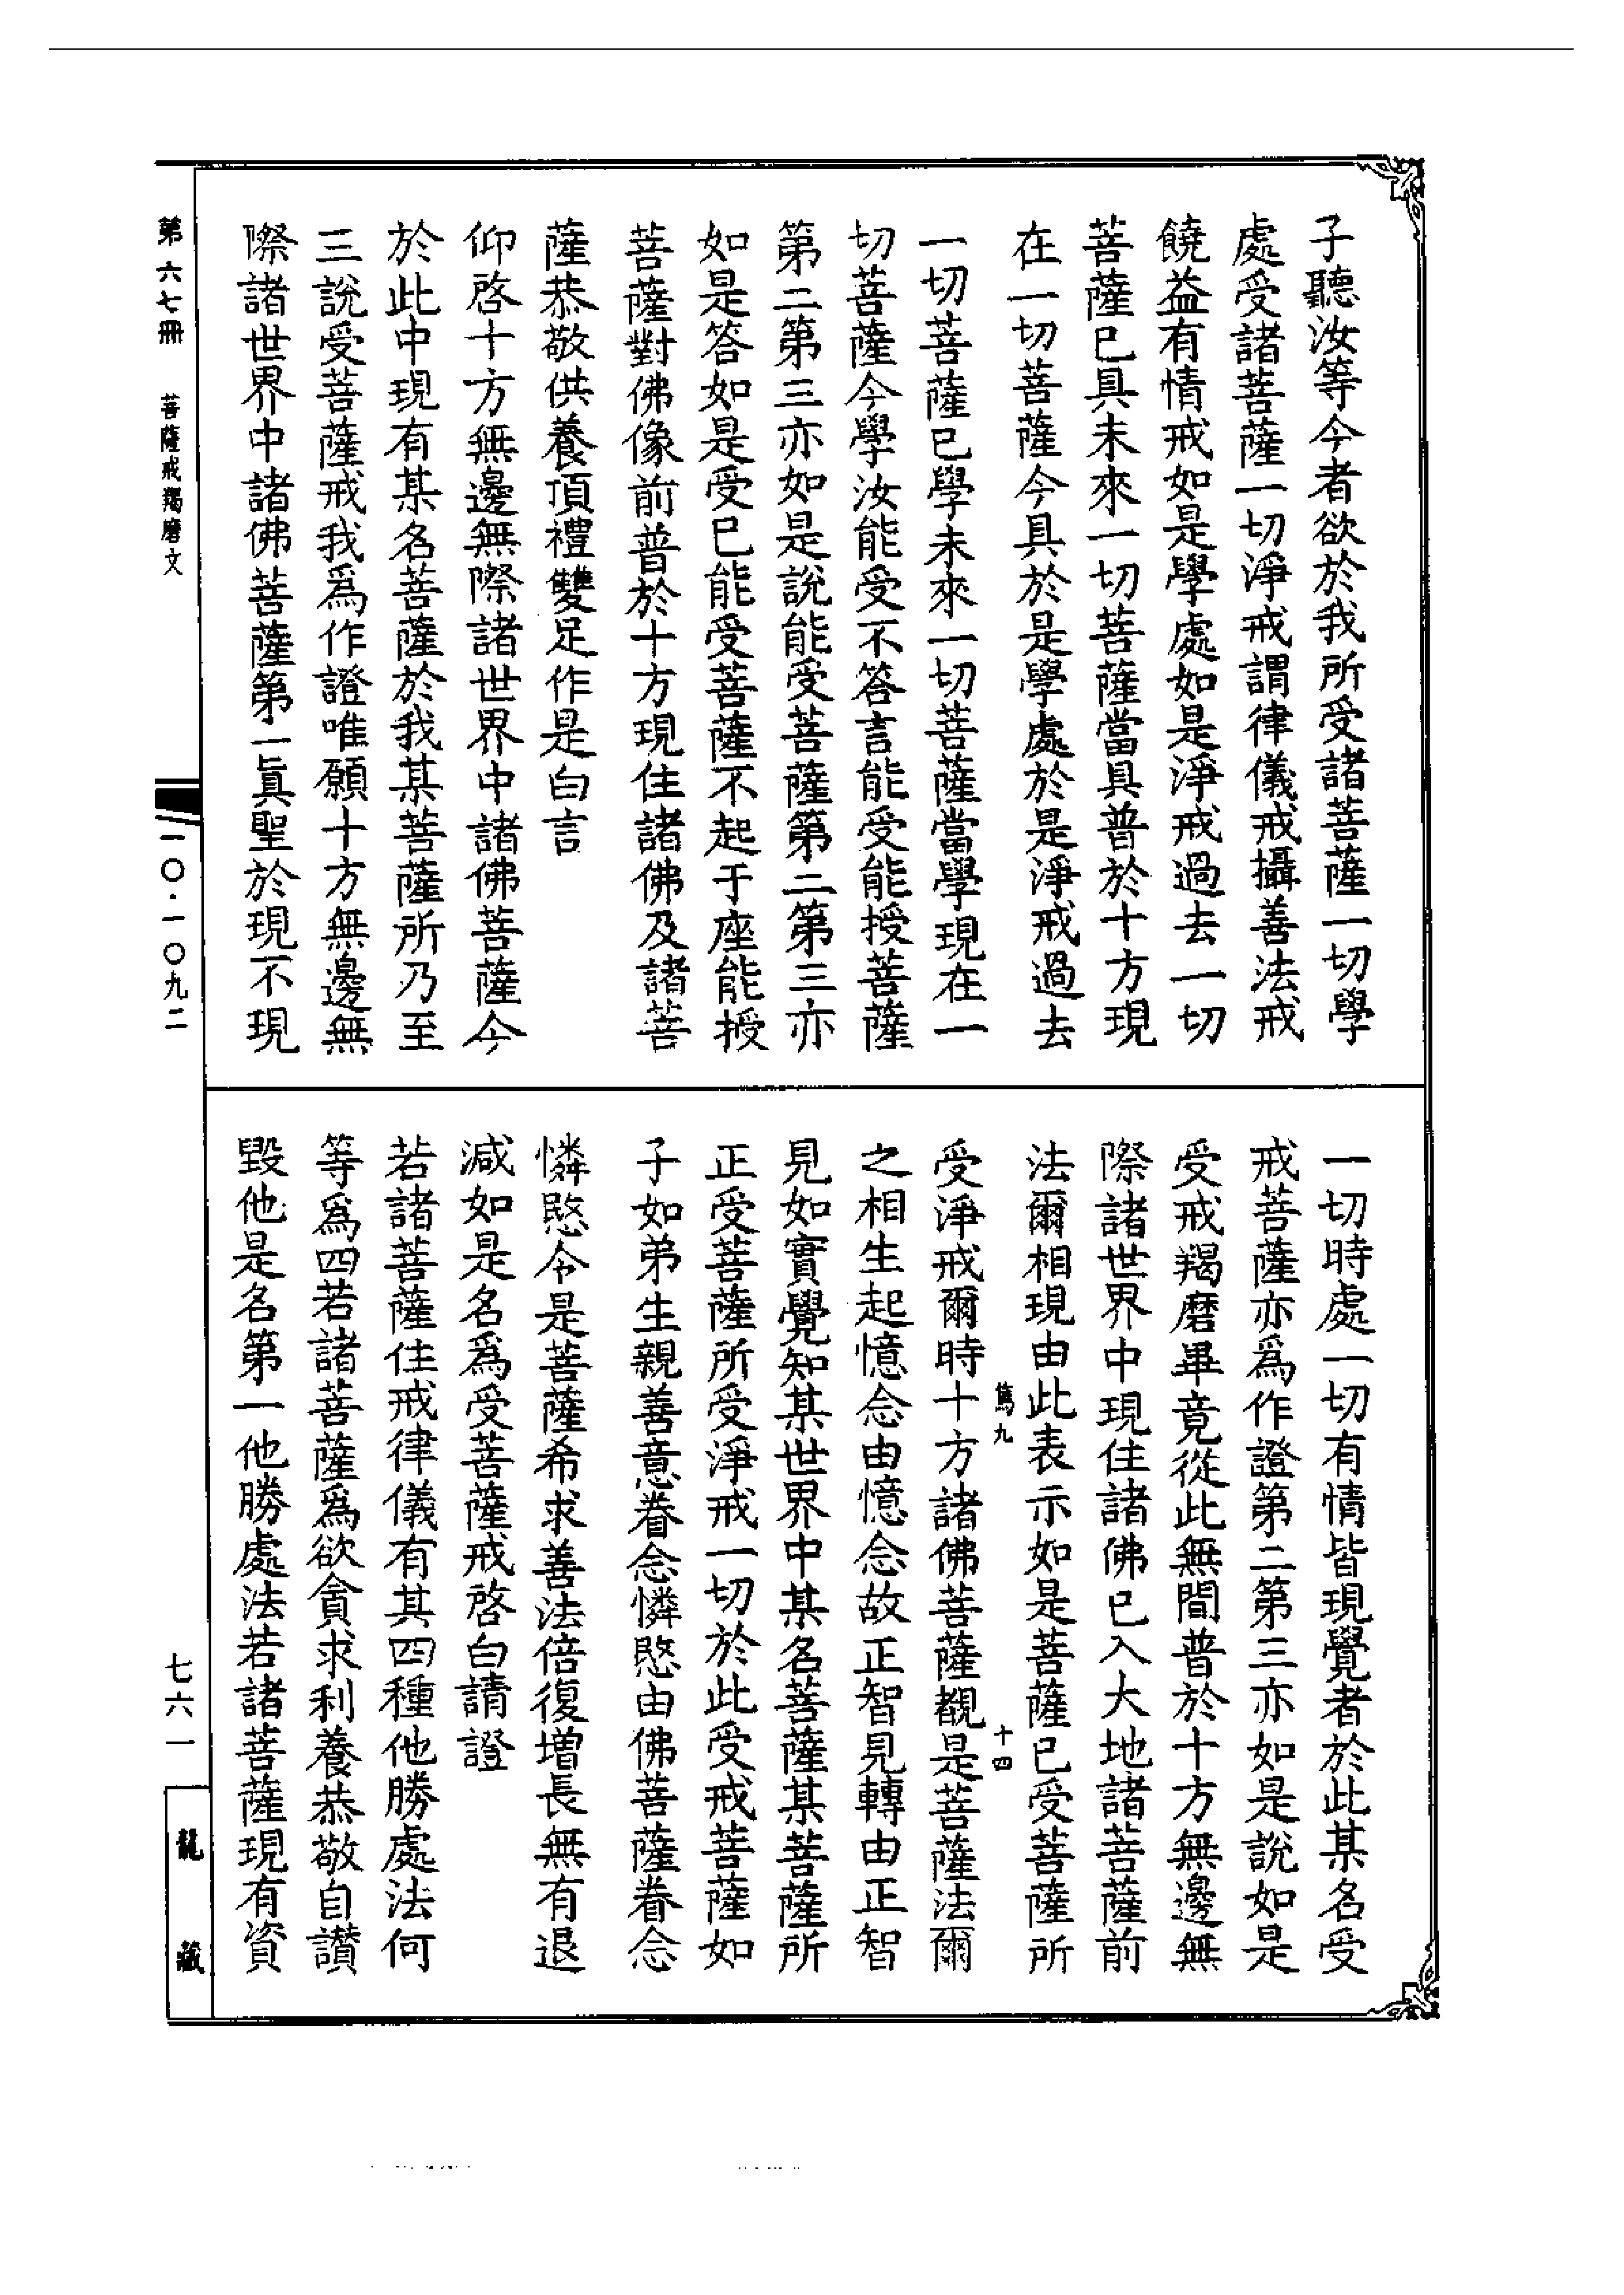 子聽汝等今者欲於我所受諸菩薩一切學
處受諸菩薩一切淨戒謂律儀戒攝善法戒
饒益有情戒如是學處如是淨戒過去一切
菩薩已具未來一切菩薩當具普於十方現
在一切菩薩今具於是學處於是淨戒過去
一切菩薩已學未來一切菩薩當學現在一
切菩薩今學汝能受不答言能受能授菩薩
第二第三亦如是說能受菩薩第二第三亦
如是答如是受已能受菩薩不起于座能授
菩薩對佛像前普於十方現住諸佛及諸菩
薩恭敬供養頂禮雙足作是白言
仰啓十方無邊無際諸世界中諸佛菩薩今
於此中現有某名菩薩於我某菩薩所乃至
三說受菩薩戒我爲作證唯願十方無邊無
際諸世界中諸佛菩薩第一眞聖於現不現
一切時處一切有情皆現覺者於此某名受
戒菩薩亦爲作證第二第三亦如是說如是
受戒羯磨畢竟從此無間普於十方無邊無
際諸世界中現住諸佛已入大地諸菩薩前
法爾相現由此表示如是菩薩已受菩薩所
篤九
十四
受淨戒爾時十方諸佛菩薩觀是菩薩法爾
之相生起憶念由憶念故正智見轉由正智
見如實覺知某世界中某名菩薩某菩薩所
正受菩薩所受淨戒一切於此受戒菩薩如
子如弟生親善意眷念憐愍由佛菩薩眷念
憐愍令是菩薩希求善法倍復增長無有退
減如是名爲受菩薩戒啓白請證
若諸菩薩住戒律儀有其四種他勝處法何
等爲四若諸菩薩爲欲貪求利養恭敬自讚
毀他是名第一他勝處法若諸菩薩現有資
第六七冊
菩薩戒羯磨文
一〇·一〇九二
七六一
龍藏